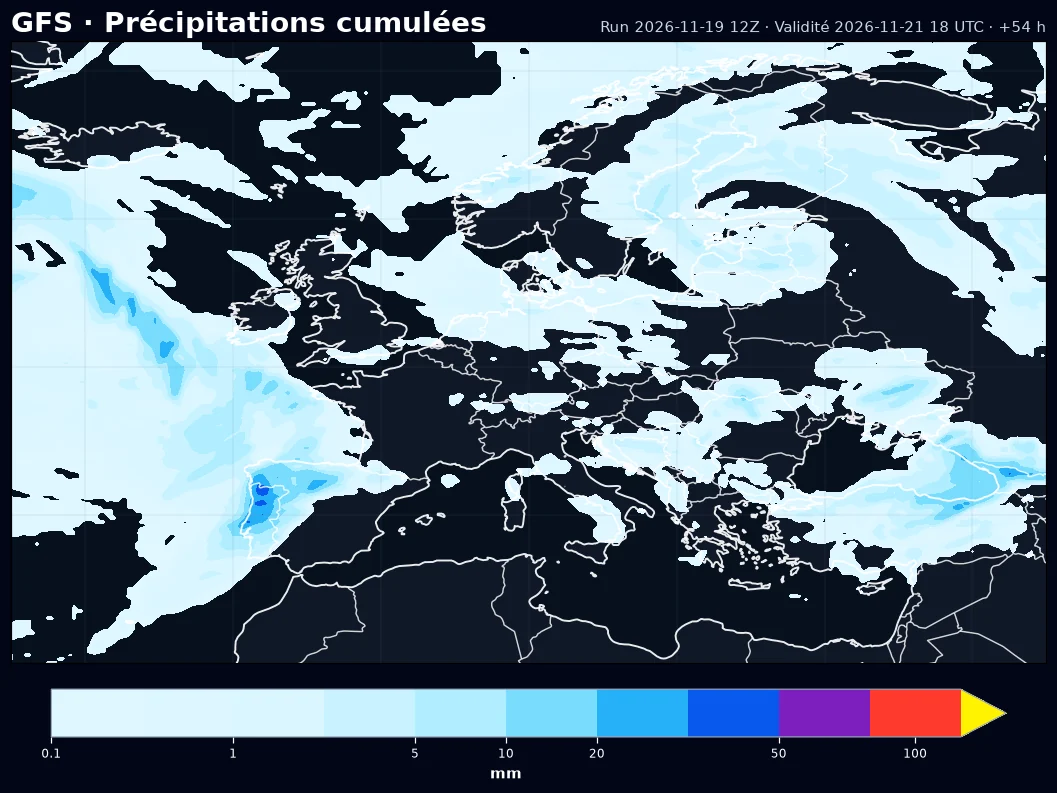 GFS · Précipitations cumulées
Run 2026-11-19 12Z · Validité 2026-11-21 18 UTC · +54 h
0.1 1 5 10 20 50 100
mm